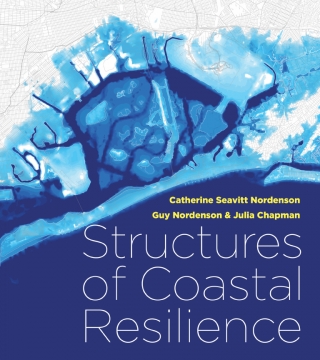 Catherine Seavitt Nordenson
Guy Nordenson & Julia Chapman
Structures
of Coastal
Resilience